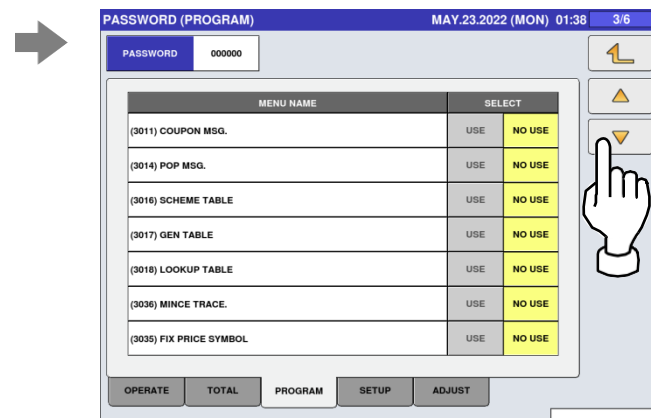 PASSWORD (PROGRAM) MAY.23.2022 (MON) 01:38 3/6
PASSWORD 000000
MENU NAME SELECT
(3011) COUPON MSG. USE NO USE
(3014) POP MSG. USE NO USE
(3016) SCHEME TABLE USE NO USE
(3017) GEN TABLE USE NO USE
(3018) LOOKUP TABLE USE NO USE
(3036) MINCE TRACE. USE NO USE
(3035) FIX PRICE SYMBOL USE NO USE
OPERATE TOTAL PROGRAM SETUP ADJUST